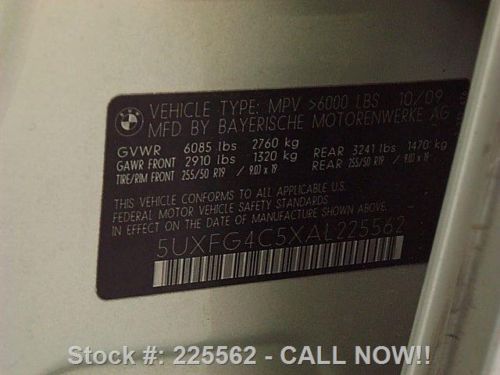 BMW
VEHICLE TYPE: MPV >6000 LBS 10/09
MFD BY BAYERISCHE MOTORENWERKE AG
GVWR 6085 lbs 2760 kg
GAWR FRONT 2910 lbs 1320 kg REAR 3241 lbs 1470 kg
TIRE/RIM FRONT 255/50 R19 / 9.0J x 19 REAR 255/50 R19 / 9.0J x 19
THIS VEHICLE CONFORMS TO ALL APPLICABLE U.S.
FEDERAL MOTOR VEHICLE SAFETY STANDARDS
IN EFFECT ON THE DATE OF MANUFACTURE SHOWN ABOVE.
5UXFG4C5XAL225562
Stock #: 225562 - CALL NOW!!